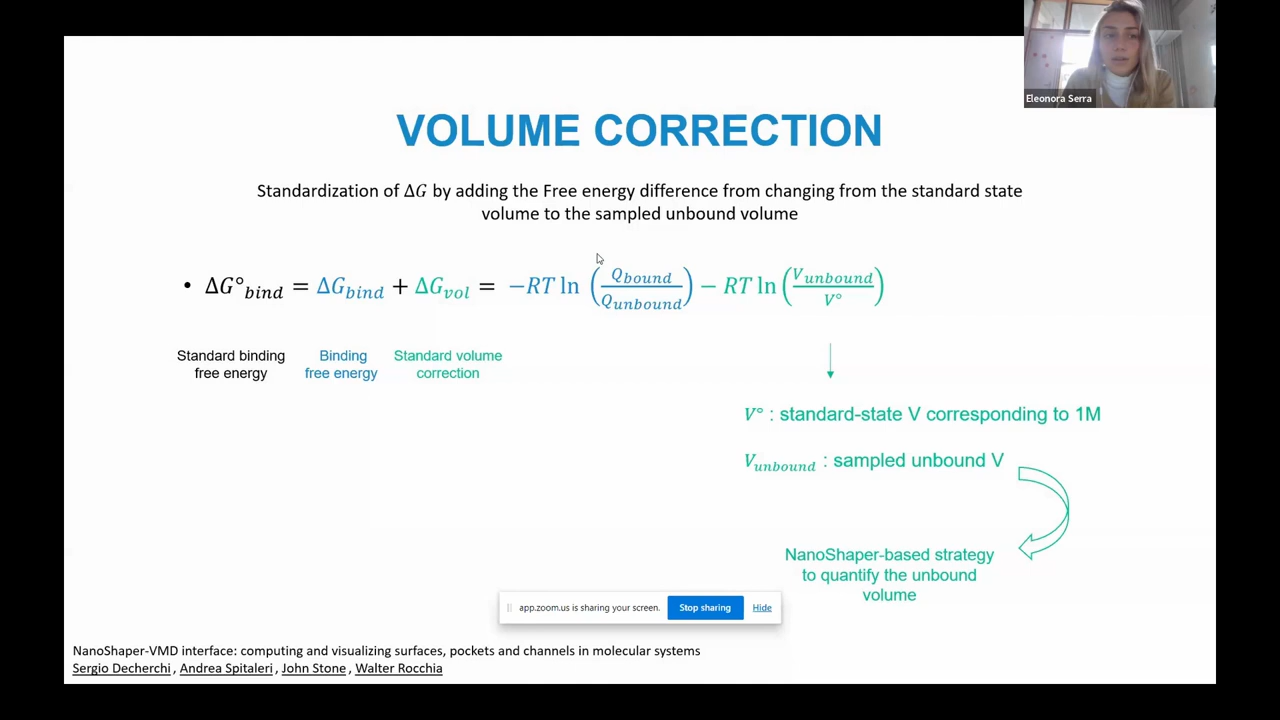 Eleonora Serra
VOLUME CORRECTION
Standardization of ΔG by adding the Free energy difference from changing from the standard state
volume to the sampled unbound volume
• ΔG°bind = ΔGbind + ΔGvol = −RT ln (Qbound/Qunbound) − RT ln (Vunbound/V°)
Standard binding
free energy
Binding
free energy
Standard volume
correction
V° : standard-state V corresponding to 1M
Vunbound : sampled unbound V
NanoShaper-based strategy
to quantify the unbound
volume
app.zoom.us is sharing your screen.
Stop sharing
Hide
NanoShaper-VMD interface: computing and visualizing surfaces, pockets and channels in molecular systems
Sergio Decherchi, Andrea Spitaleri, John Stone, Walter Rocchia